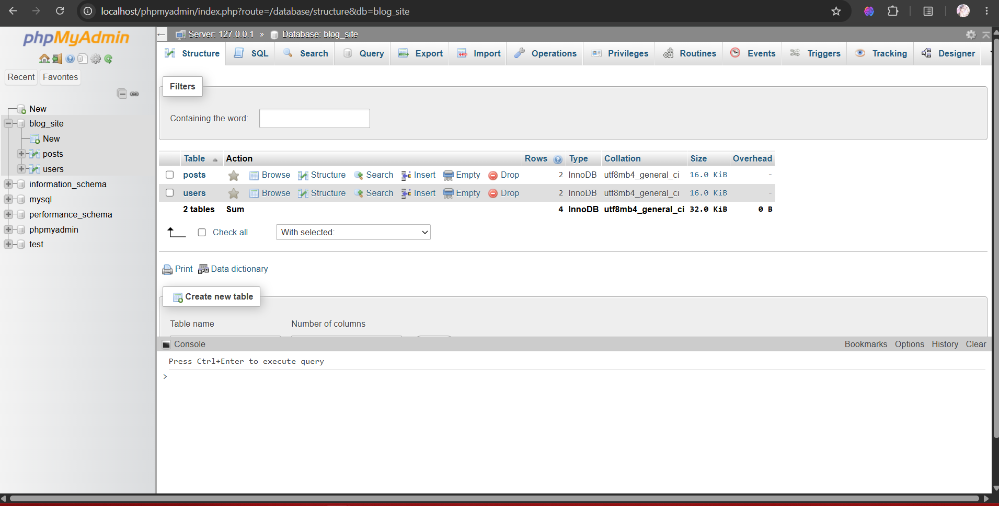 localhost/phpmyadmin/index.php?route=/database/structure&db=blog_site
phpMyAdmin
Recent Favorites
New
blog_site
New
posts
users
information_schema
mysql
performance_schema
phpmyadmin
test
Server: 127.0.0.1 » Database: blog_site
Structure SQL Search Query Export Import Operations Privileges Routines Events Triggers Tracking Designer
Filters
Containing the word:
Table Action Rows Type Collation Size Overhead
posts Browse Structure Search Insert Empty Drop 2 InnoDB utf8mb4_general_ci 16.0 KiB -
users Browse Structure Search Insert Empty Drop 2 InnoDB utf8mb4_general_ci 16.0 KiB -
2 tables Sum 4 InnoDB utf8mb4_general_ci 32.0 KiB 0 B
Check all With selected:
Print Data dictionary
Create new table
Table name Number of columns
Console Bookmarks Options History Clear
Press Ctrl+Enter to execute query
>